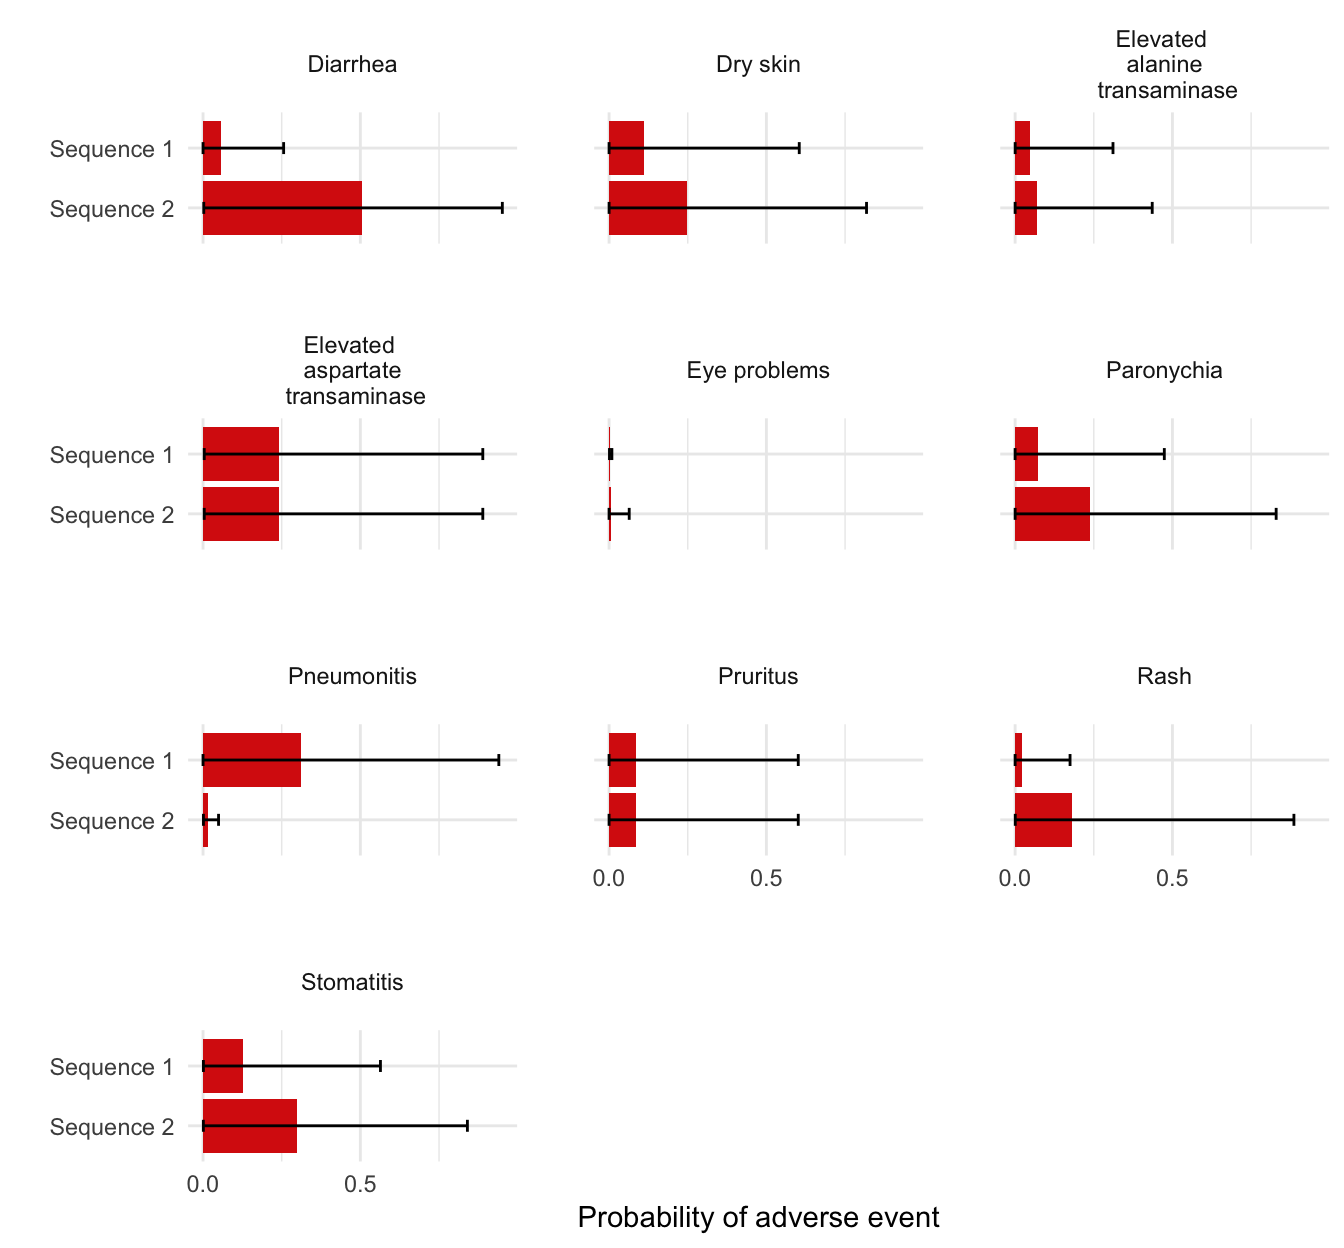 Diarrhea
Dry skin
Elevated
alanine
transaminase
Sequence 1
Sequence 2
Elevated
aspartate
transaminase
Eye problems
Paronychia
Sequence 1
Sequence 2
Pneumonitis
Pruritus
Rash
Sequence 1
Sequence 2
0.0
0.5
0.0
0.5
Stomatitis
Sequence 1
Sequence 2
0.0
0.5
Probability of adverse event